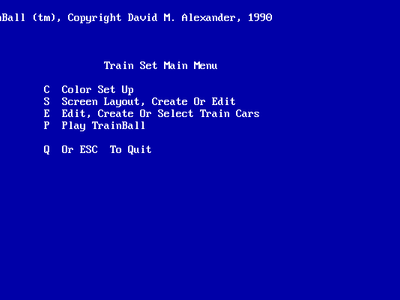 nBall (tm), Copyright David M. Alexander, 1990
Train Set Main Menu
C Color Set Up
S Screen Layout, Create Or Edit
E Edit, Create Or Select Train Cars
P Play TrainBall
Q Or ESC To Quit